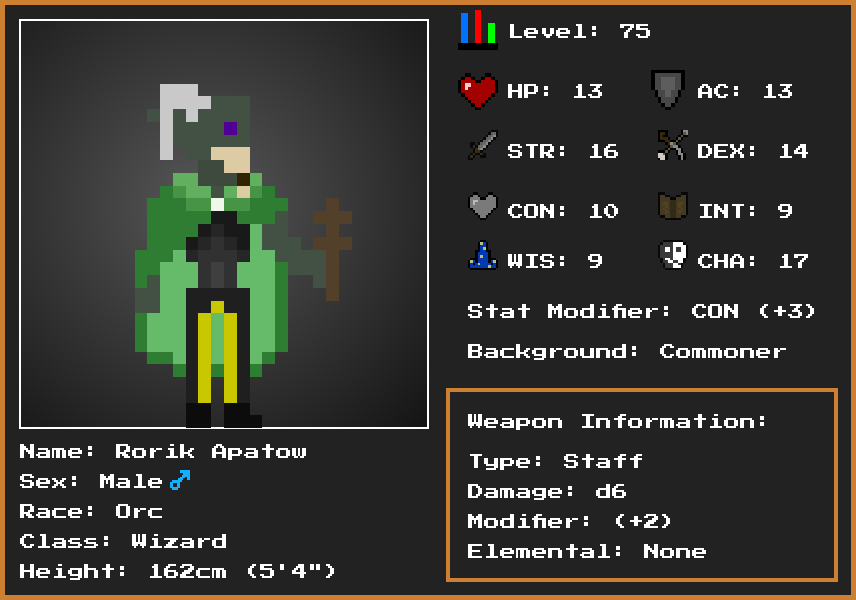 Level: 75
HP: 13
AC: 13
STR: 16
DEX: 14
CON: 10
INT: 9
WIS: 9
CHA: 17
Stat Modifier: CON (+3)
Background: Commoner
Name: Rorik Apatow
Sex: Male♂
Race: Orc
Class: Wizard
Height: 162cm (5'4")
Weapon Information:
Type: Staff
Damage: d6
Modifier: (+2)
Elemental: None